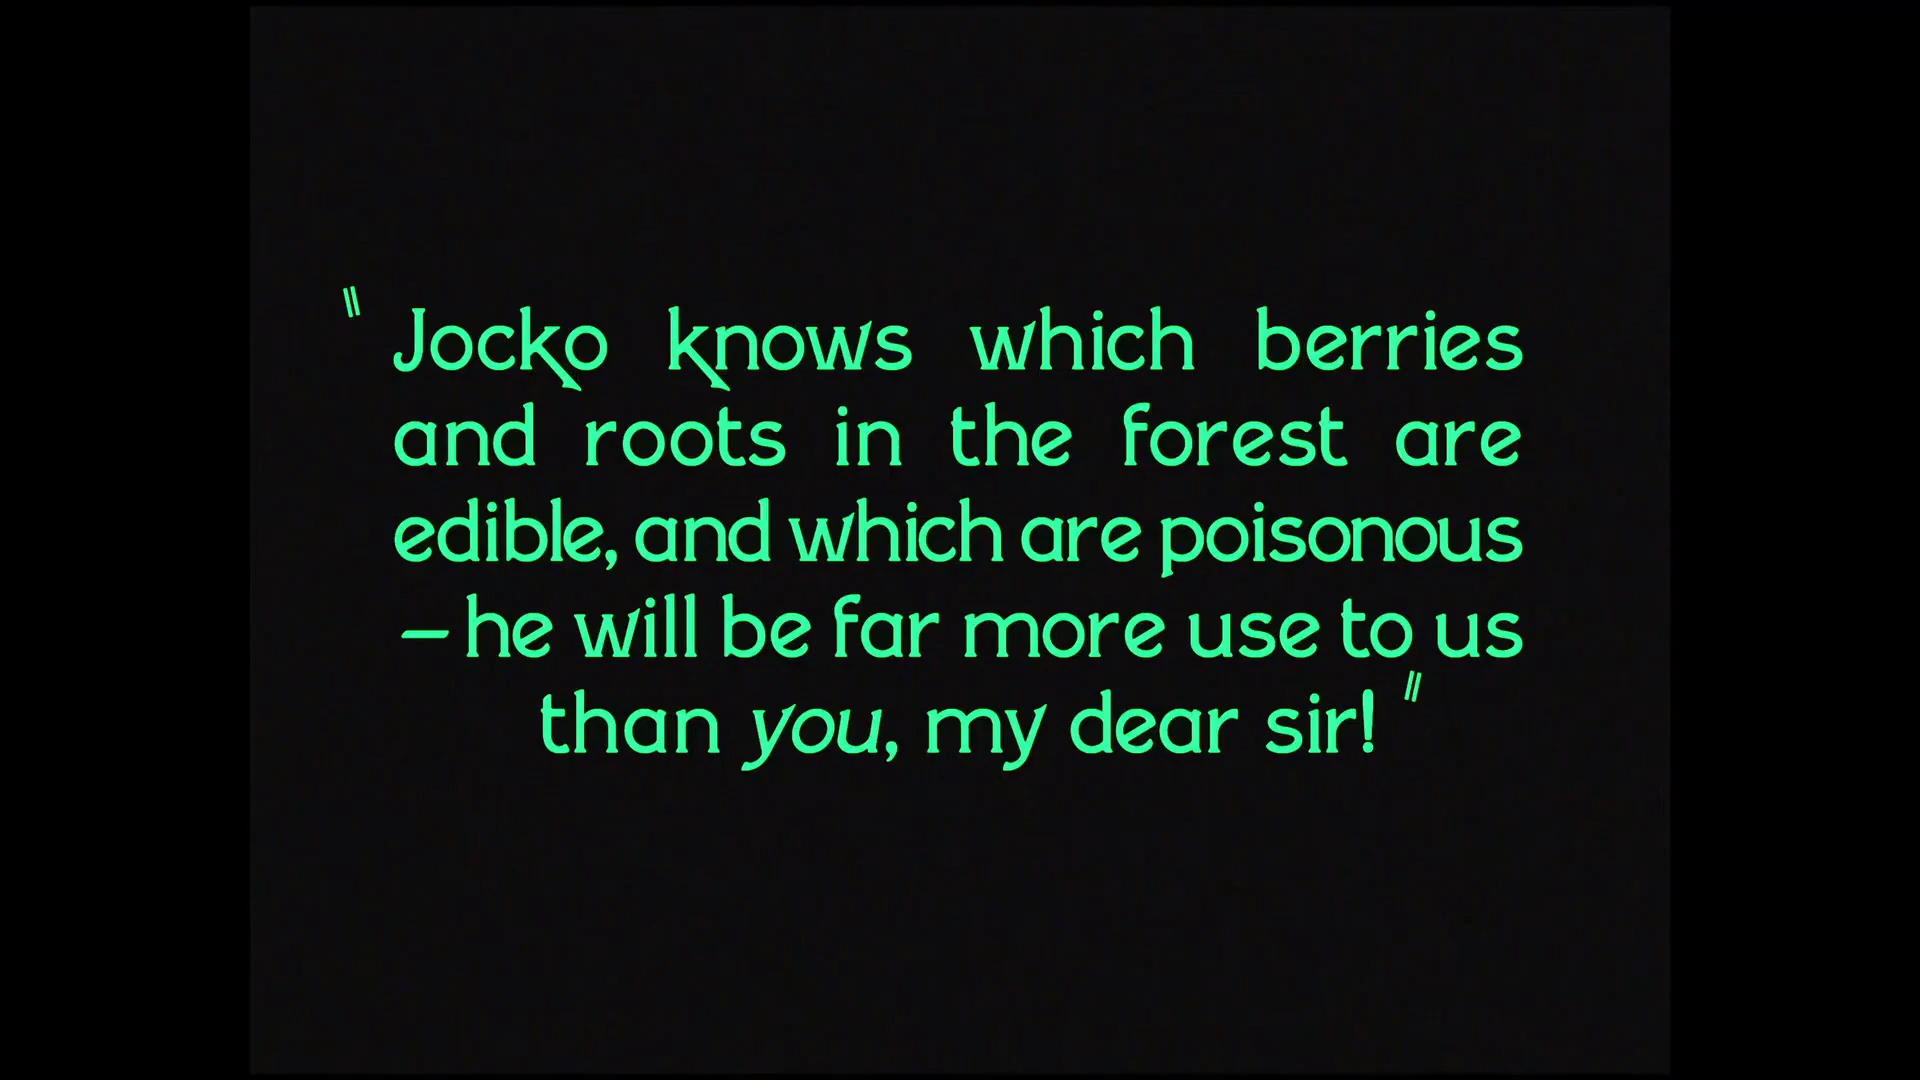 "Jocko knows which berries
and roots in the forest are
edible, and which are poisonous
– he will be far more use to us
than you, my dear sir!"